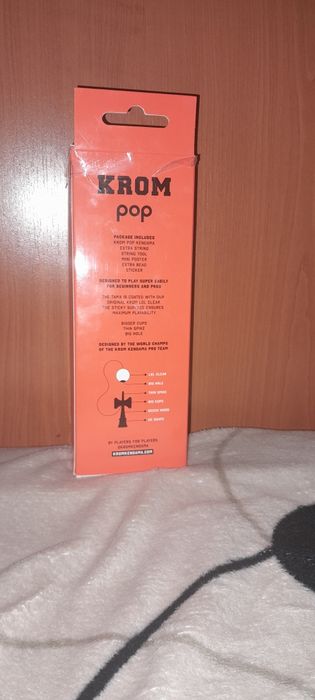 KROM
pop
PACKAGE INCLUDES
KROM POP KENDAMA
EXTRA STRING
STRING TOOL
MINI POSTER
EXTRA BEAD
STICKER
DESIGNED TO PLAY SUPER EASILY
FOR BEGINNERS AND PROS
THE TAMA IS COATED WITH OUR
ORIGINAL KROM LOL CLEAR
THE STICKY SURFACE ENSURES
MAXIMUM PLAYABILITY
BIGGER CUPS
THIN SPIKE
BIG HOLE
DESIGNED BY THE WORLD CHAMPS
OF THE KROM KENDAMA PRO TEAM
LOL CLEAR
BIG HOLE
THIN SPIKE
BIG CUPS
BY PLAYERS FOR PLAYERS
@KROMKENDAMA
KROMKENDAMA.COM